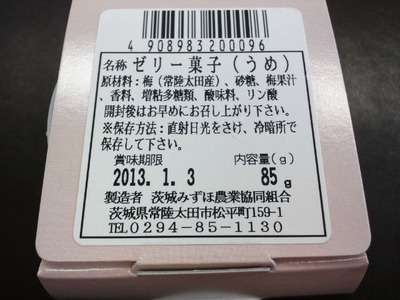 4 908983 200096
名称 ゼリー菓子(うめ)
原材料:梅(常陸太田産)、砂糖、梅果汁
、香料、増粘多糖類、酸味料、リン酸
開封後はお早めにお召し上がり下さい。
※保存方法:直射日光をさけ、冷暗所で
保存して下さい。
賞味期限 内容量(g)
2013. 1. 3 85g
製造者 茨城みずほ農業協同組合
茨城県常陸太田市松平町159-1
TEL0294-85-1130